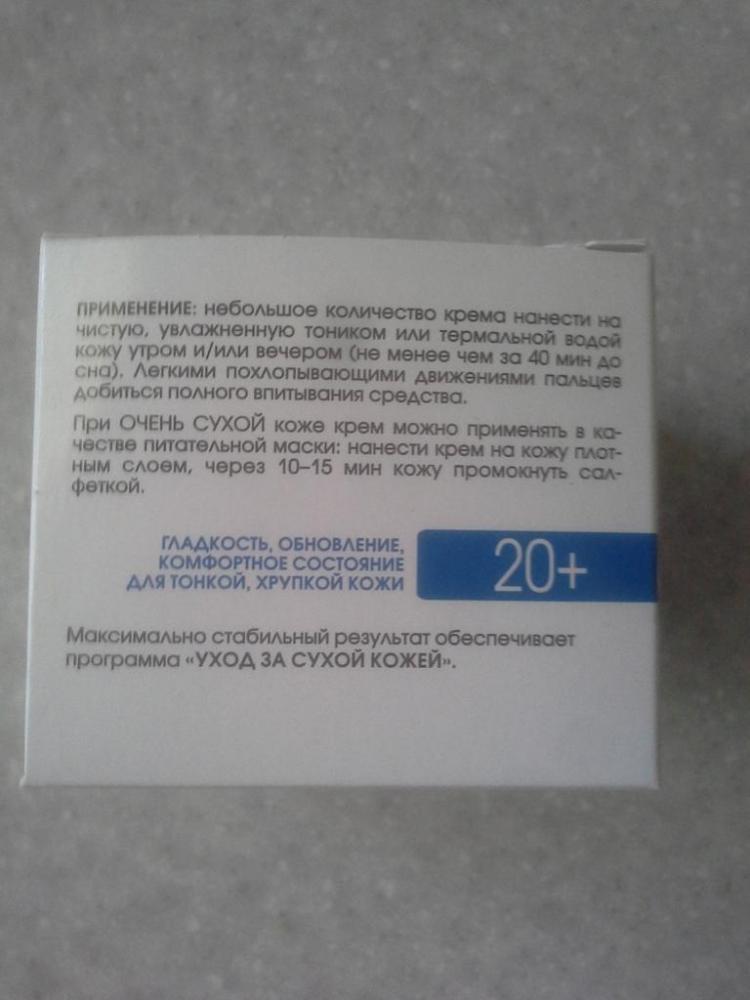 ПРИМЕНЕНИЕ: небольшое количество крема нанести на
чистую, увлажненную тоником или термальной водой
кожу утром и/или вечером (не менее чем за 40 мин до
сна). Легкими похлопывающими движениями пальцев
добиться полного впитывания средства.
При ОЧЕНЬ СУХОЙ коже крем можно применять в ка-
честве питательной маски: нанести крем на кожу плот-
ным слоем, через 10–15 мин кожу промокнуть сал-
феткой.
ГЛАДКОСТЬ, ОБНОВЛЕНИЕ,
КОМФОРТНОЕ СОСТОЯНИЕ
ДЛЯ ТОНКОЙ, ХРУПКОЙ КОЖИ
20+
Максимально стабильный результат обеспечивает
программа «УХОД ЗА СУХОЙ КОЖЕЙ».